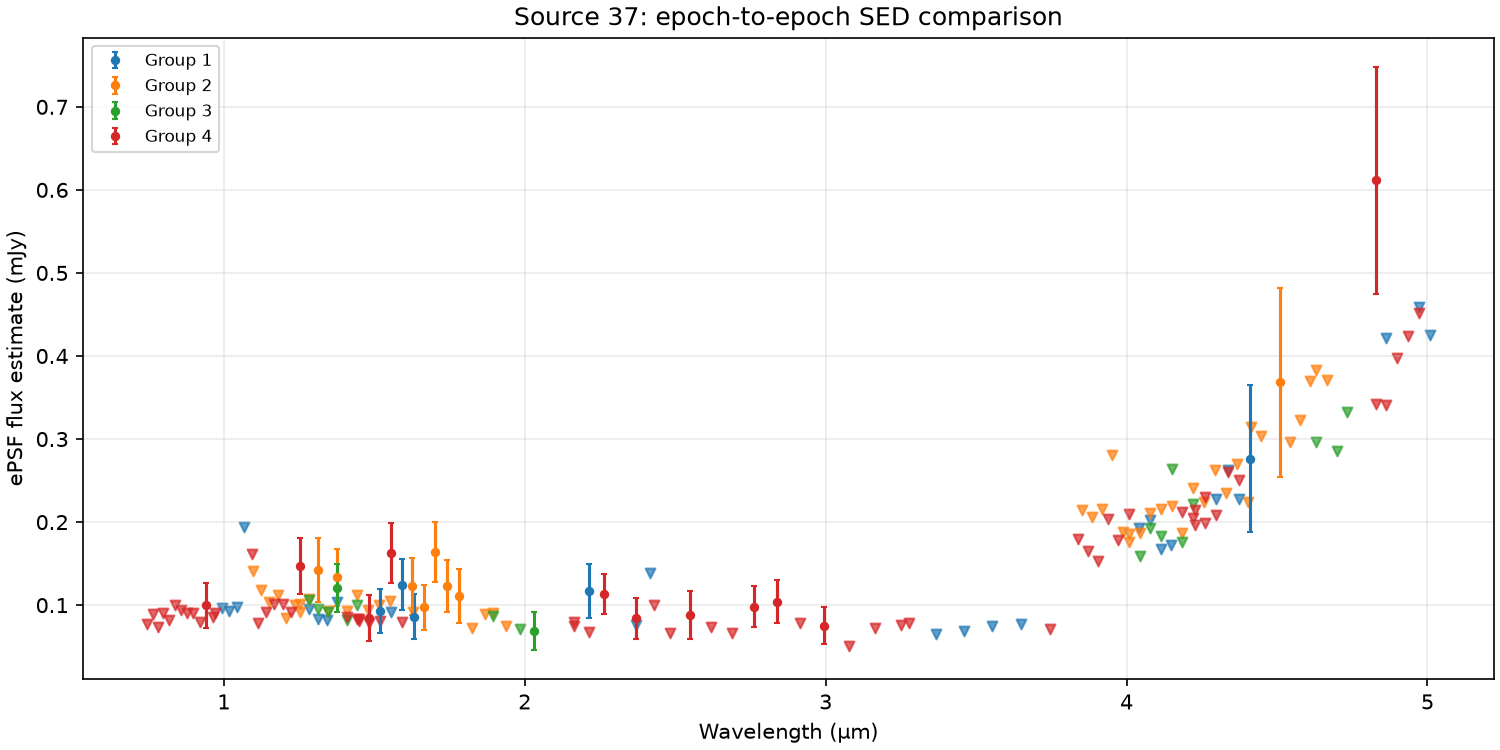 Source 37: epoch-to-epoch SED comparison
Group 1
Group 2
Group 3
Group 4
ePSF flux estimate (mJy)
0.7
0.6
0.5
0.4
0.3
0.2
0.1
1 2 3 4 5
Wavelength (μm)